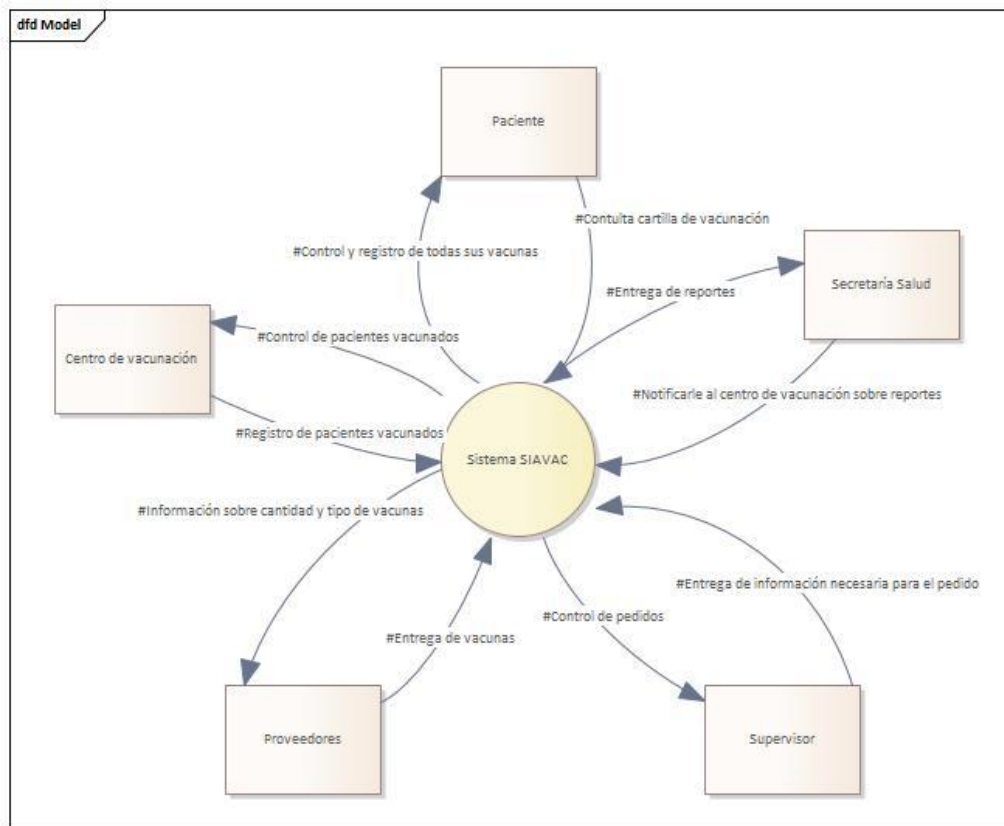 dfd Model
Paciente
#Contulta cartilla de vacunación
#Control y registro de todas sus vacunas
Secretaría Salud
#Entrega de reportes
#Control de pacientes vacunados
Centro de vacunación
#Notificarle al centro de vacunación sobre reportes
#Registro de pacientes vacunados
Sistema SIAVAC
#Información sobre cantidad y tipo de vacunas
#Entrega de información necesaria para el pedido
#Control de pedidos
#Entrega de vacunas
Proveedores
Supervisor